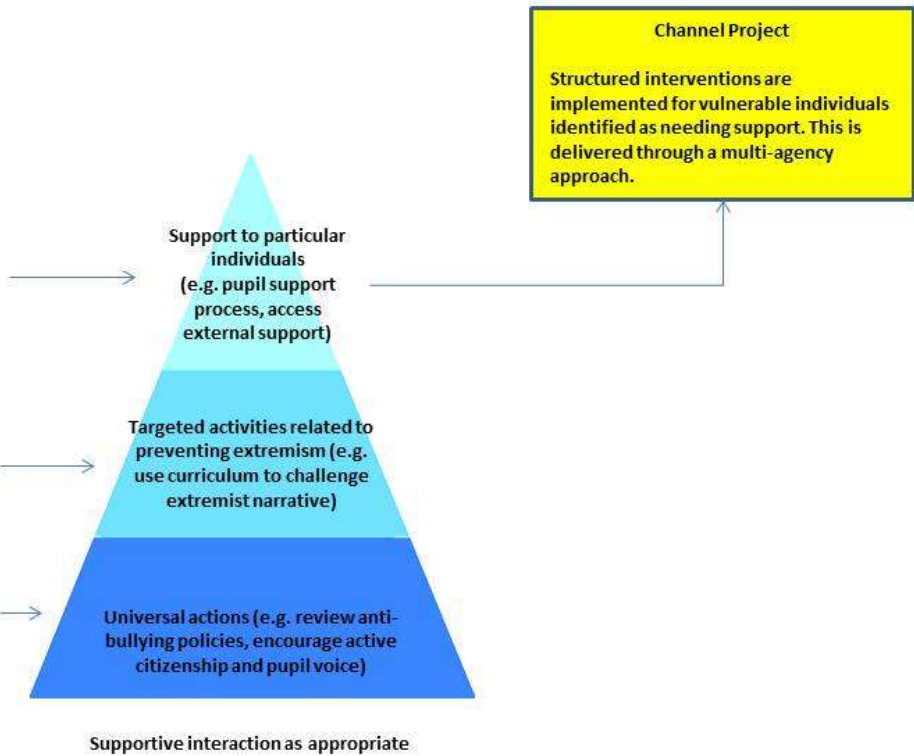 Channel Project
Structured interventions are
implemented for vulnerable individuals
identified as needing support. This is
delivered through a multi-agency
approach.
Support to particular
individuals
(e.g. pupil support
process, access
external support)
Targeted activities related to
preventing extremism (e.g.
use curriculum to challenge
extremist narrative)
Universal actions (e.g. review anti-
bullying policies, encourage active
citizenship and pupil voice)
Supportive interaction as appropriate